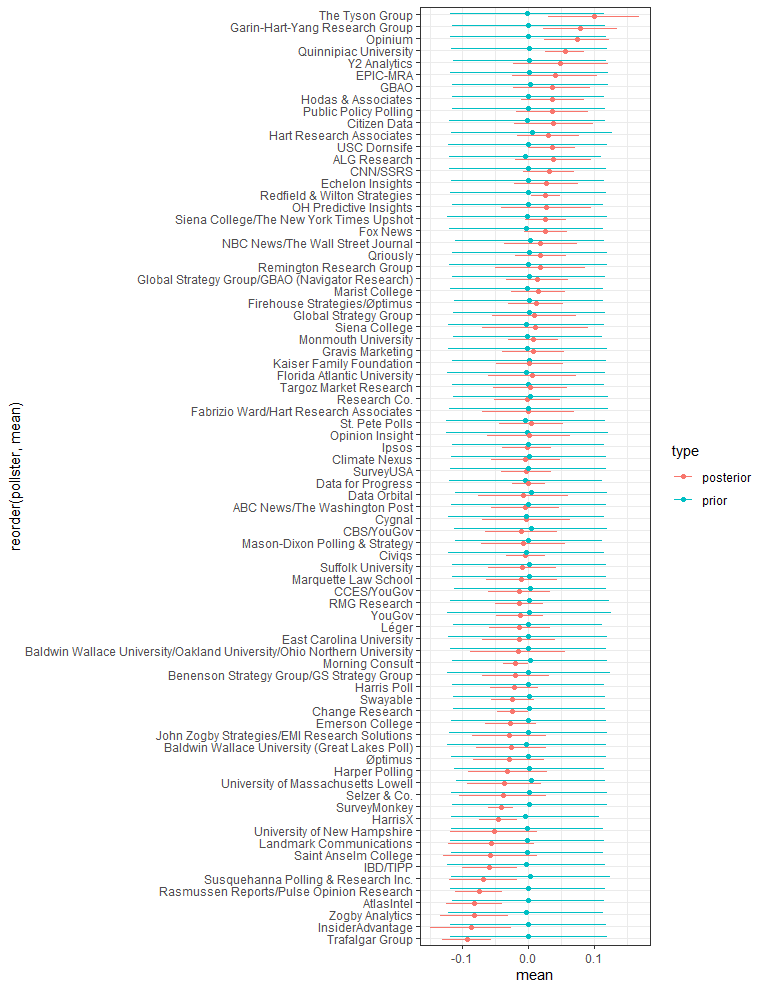 The Tyson Group
Garin-Hart-Yang Research Group
Opinium
Quinnipiac University
Y2 Analytics
EPIC-MRA
GBAO
Hodas & Associates
Public Policy Polling
Citizen Data
Hart Research Associates
USC Dornsife
ALG Research
CNN/SSRS
Echelon Insights
Redfield & Wilton Strategies
OH Predictive Insights
Siena College/The New York Times Upshot
Fox News
NBC News/The Wall Street Journal
Qriously
Remington Research Group
Global Strategy Group/GBAO (Navigator Research)
Marist College
Firehouse Strategies/Øptimus
Global Strategy Group
Siena College
Monmouth University
Gravis Marketing
Kaiser Family Foundation
Florida Atlantic University
Targoz Market Research
Research Co.
Fabrizio Ward/Hart Research Associates
St. Pete Polls
Opinion Insight
Ipsos
Climate Nexus
SurveyUSA
Data for Progress
Data Orbital
ABC News/The Washington Post
Cygnal
CBS/YouGov
Mason-Dixon Polling & Strategy
Civiqs
Suffolk University
Marquette Law School
CCES/YouGov
RMG Research
YouGov
Léger
East Carolina University
Baldwin Wallace University/Oakland University/Ohio Northern University
Morning Consult
Benenson Strategy Group/GS Strategy Group
Harris Poll
Swayable
Change Research
Emerson College
John Zogby Strategies/EMI Research Solutions
Baldwin Wallace University (Great Lakes Poll)
Øptimus
Harper Polling
University of Massachusetts Lowell
Selzer & Co.
SurveyMonkey
HarrisX
University of New Hampshire
Landmark Communications
Saint Anselm College
IBD/TIPP
Susquehanna Polling & Research Inc.
Rasmussen Reports/Pulse Opinion Research
AtlasIntel
Zogby Analytics
InsiderAdvantage
Trafalgar Group
reorder(pollster, mean)
-0.1 0.0 0.1
mean
type
posterior
prior